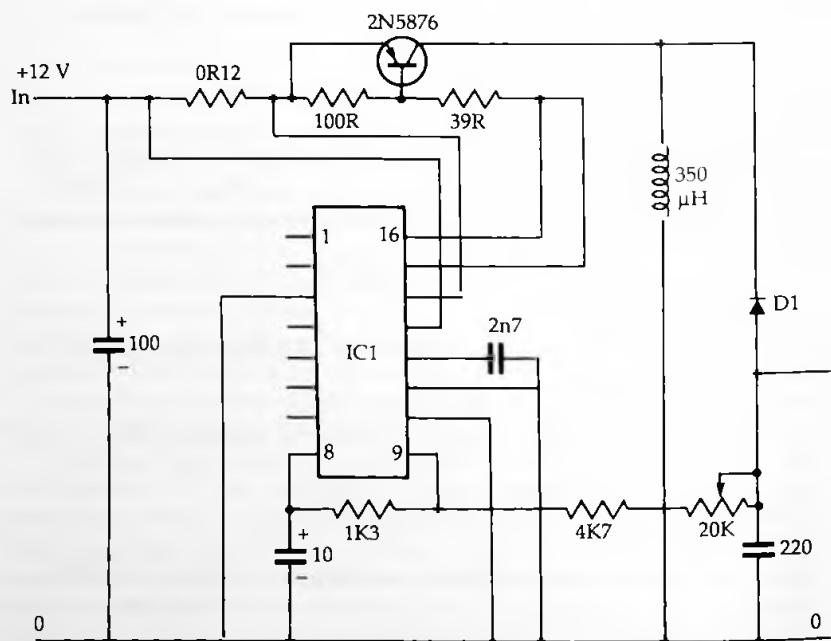 2N5876
+12 V
In
0R12
100R
39R
350
μH
1
16
2n7
D1
+
100
−
IC1
8
9
1K3
4K7
20K
+
10
−
220
0
0